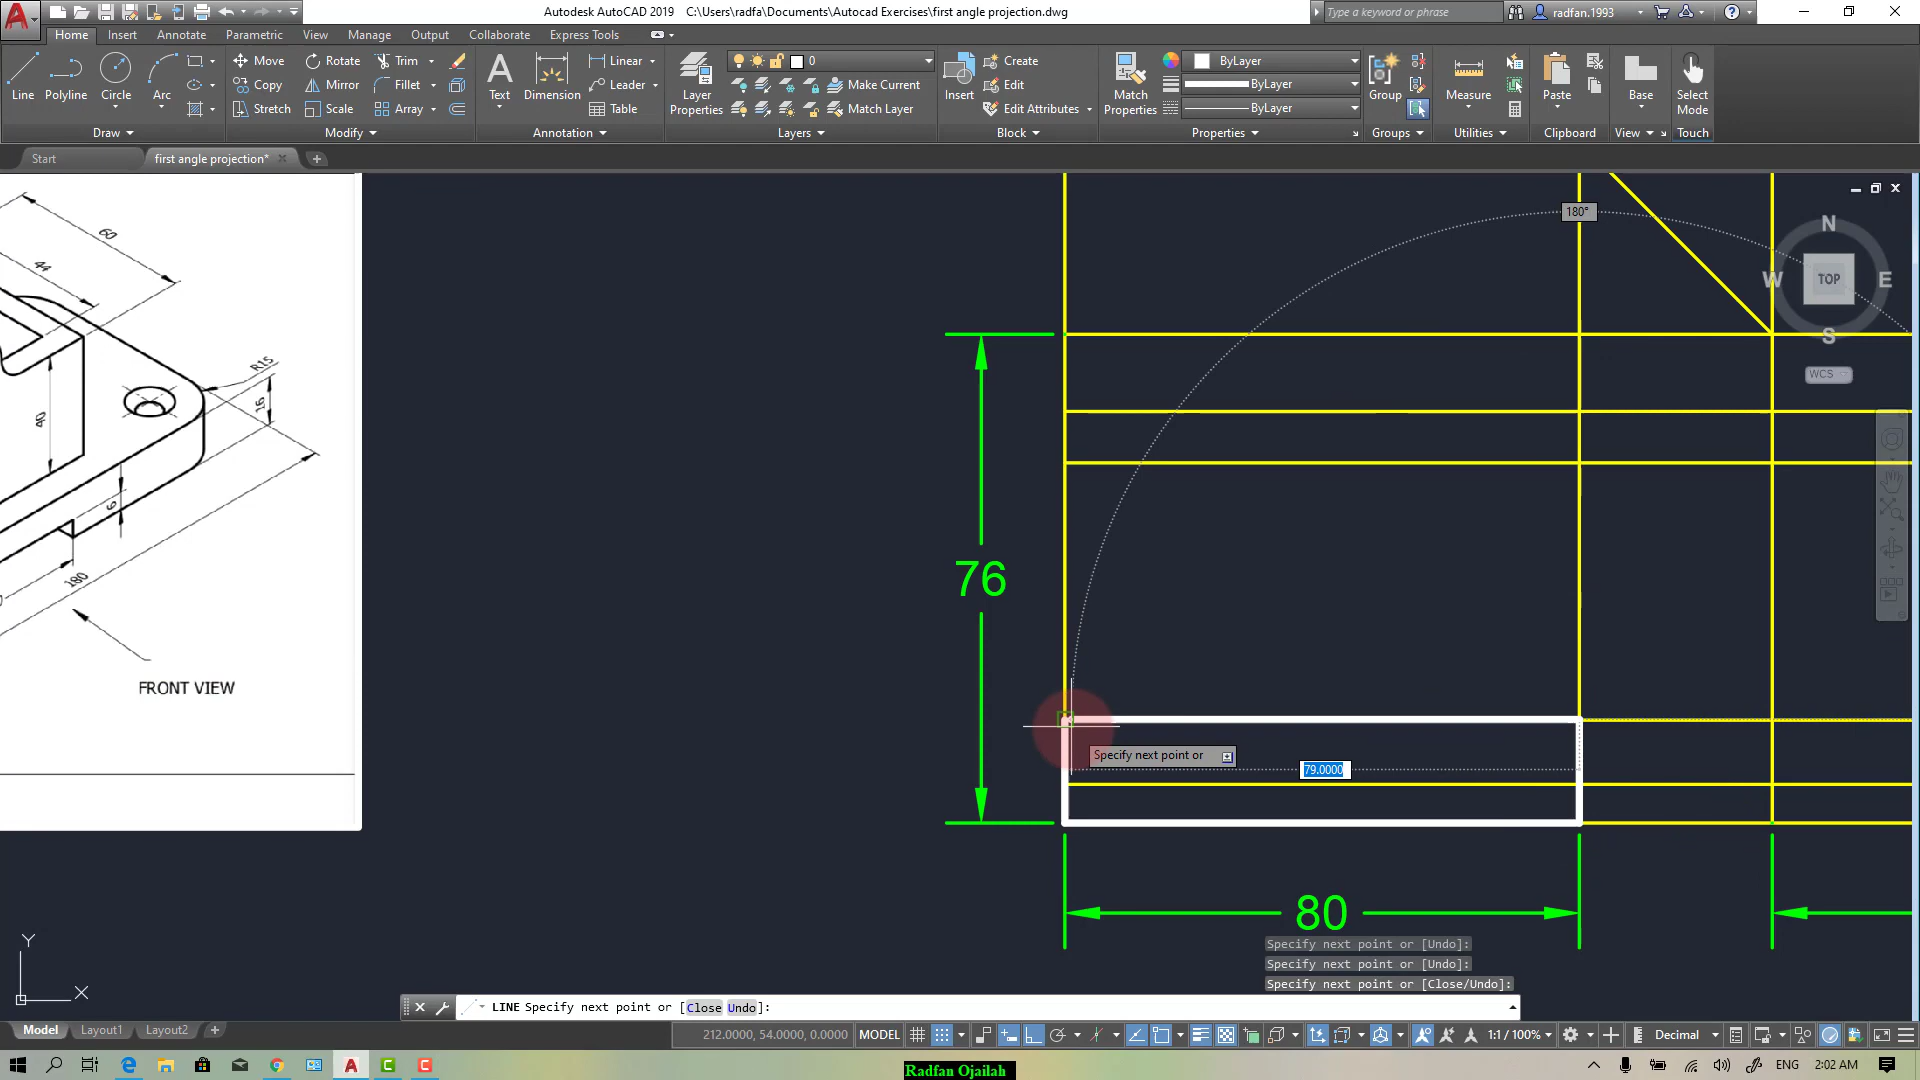 Autodesk AutoCAD 2019 C:\Users\radfa\Documents\Autocad Exercises\first angle projection.dwg
Type a keyword or phrase
radfan.1993
Home Insert Annotate Parametric View Manage Output Collaborate Express Tools
Line Polyline Circle Arc
Move Rotate Trim
Copy Mirror Fillet
Stretch Scale Array
Text Dimension
Linear
Leader
Table
Layer Properties
0
Make Current
Match Layer
Insert
Create
Edit
Edit Attributes
Match Properties
ByLayer
ByLayer
ByLayer
Group
Measure
Paste
Base
Select Mode
Draw Modify Annotation Layers Block Properties Groups Utilities Clipboard View Touch
Start
first angle projection*
60
44
R15
16
40
6
180
FRONT VIEW
180°
N
W TOP E
S
WCS
76
Specify next point or
79.0000
80
Y
X
Specify next point or [Undo]:
Specify next point or [Undo]:
Specify next point or [Close/Undo]:
LINE Specify next point or [Close Undo]:
Model Layout1 Layout2
212.0000, 54.0000, 0.0000 MODEL
1:1 / 100%
Decimal
Radfan Ojailah
ENG 2:02 AM